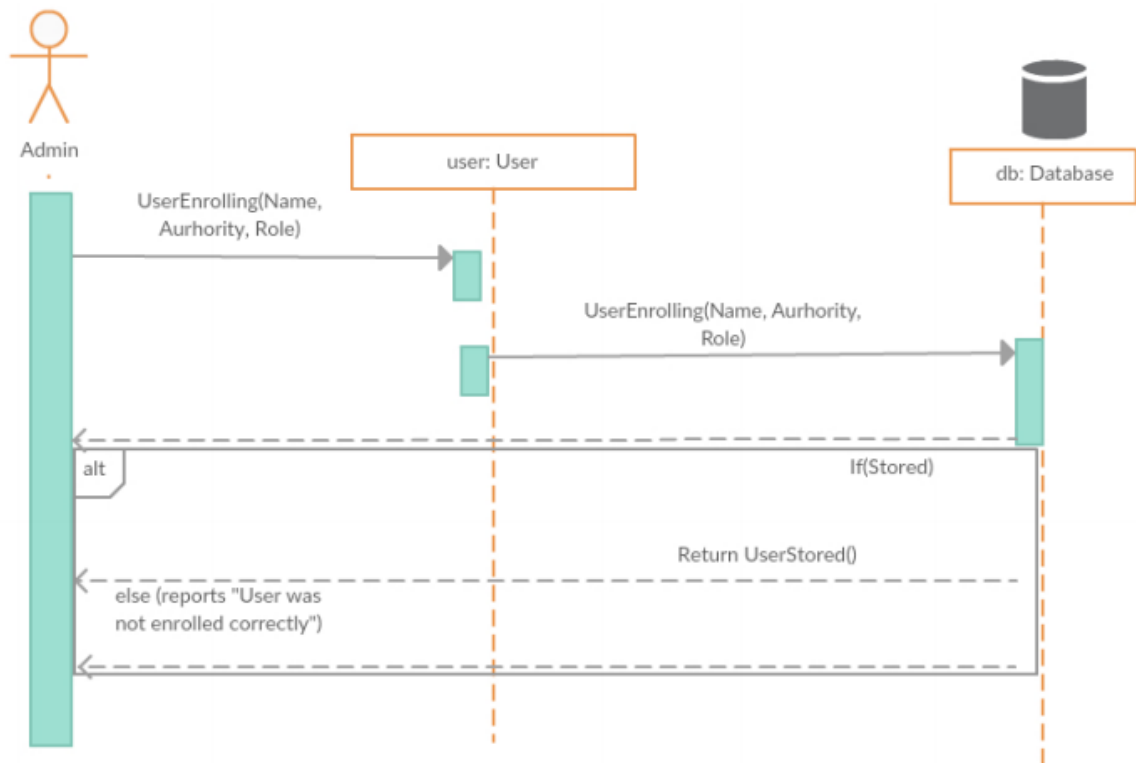 Admin
user: User
db: Database
UserEnrolling(Name,
Aurhority, Role)
UserEnrolling(Name, Aurhority,
Role)
alt
If(Stored)
Return UserStored()
else (reports "User was
not enrolled correctly")